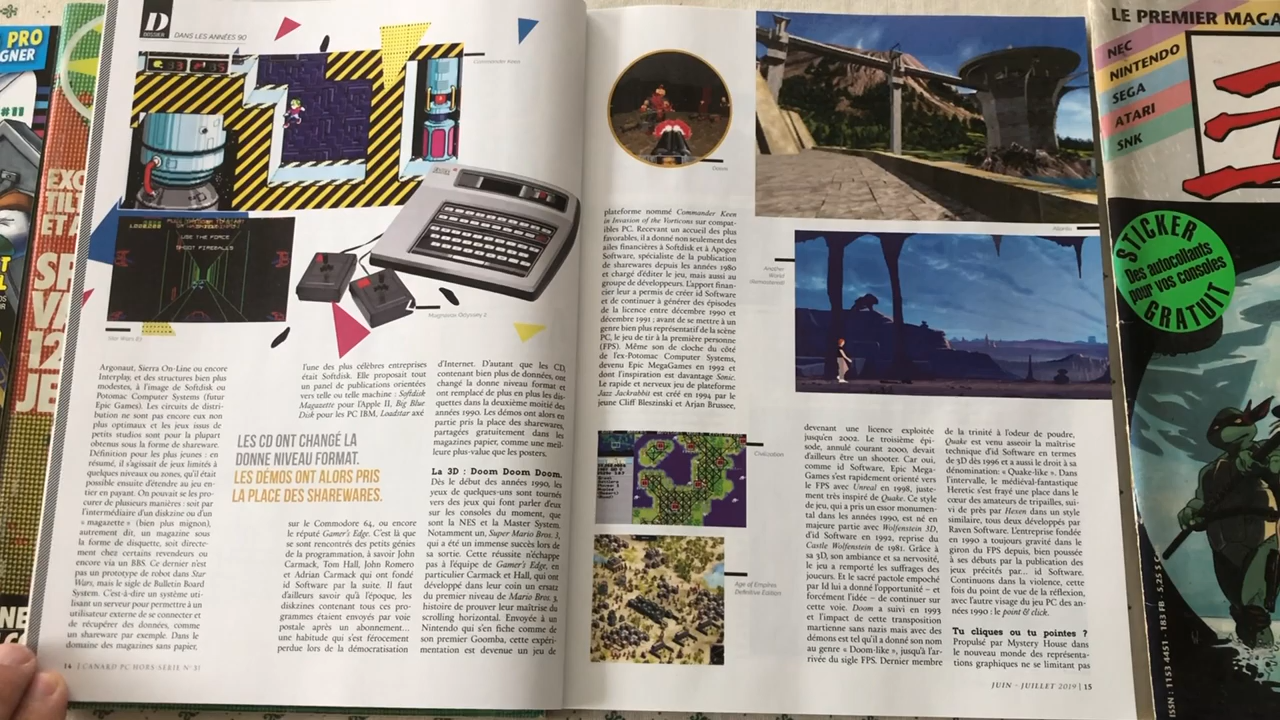 PRO
GNER
#11
EXC
TILT
ET A
D
DOSSIER
DANS LES ANNÉES 90
Commander Keen
USE THE FORCE
SHOOT FIREBALLS
Star Wars EJ
Magnavox Odyssey 2
Argonaut, Sierra On-Line ou encore
Interplay, et des structures bien plus
modestes, à l'image de Softdisk ou
Potomac Computer Systems (futur
Epic Games). Les circuits de distri-
bution ne sont pas encore eux non
plus optimaux et les jeux issus de
petits studios sont pour la plupart
obtenus sous la forme de shareware.
Définition pour les plus jeunes : en
résumé, il s'agissait de jeux limités à
quelques niveaux ou zones, qu'il était
possible ensuite d'étendre au jeu en-
tier en payant. On pouvait se les pro-
curer de plusieurs manières : soit par
l'intermédiaire d'un diskzine ou d'un
« magazette » (bien plus mignon),
autrement dit, un magazine sous
la forme de disquette, soit directe-
ment chez certains revendeurs ou
encore via un BBS. Ce dernier n'est
pas un prototype de robot dans Star
Wars, mais le sigle de Bulletin Board
System. C'est-à-dire un système uti-
lisant un serveur pour permettre à un
utilisateur externe de se connecter et
de récupérer des données, comme
un shareware par exemple. Dans le
domaine des magazines sans papier,
l'une des plus célèbres entreprises
était Softdisk. Elle proposait tout
un panel de publications orientées
vers telle ou telle machine : Softdisk
Magazette pour l'Apple II, Big Blue
Disk pour les PC IBM, Loadstar axé
LES CD ONT CHANGÉ LA
DONNE NIVEAU FORMAT.
LES DÉMOS ONT ALORS PRIS
LA PLACE DES SHAREWARES.
sur le Commodore 64, ou encore
le réputé Gamer's Edge. C'est là que
se sont rencontrés des petits génies
de la programmation, à savoir John
Carmack, Tom Hall, John Romero
et Adrian Carmack qui ont fondé
id Software par la suite. Il faut
d'ailleurs savoir qu'à l'époque, les
diskzines contenant tous ces pro-
grammes étaient envoyés par voie
postale après un abonnement...
une habitude qui s'est férocement
perdue lors de la démocratisation
d'Internet. D'autant que les CD,
contenant bien plus de données, ont
changé la donne niveau format et
ont remplacé de plus en plus les dis-
quettes dans la deuxième moitié des
années 1990. Les démos ont alors en
partie pris la place des sharewares,
partagées gratuitement dans les
magazines papier, comme une meil-
leure plus-value que les posters.
La 3D : Doom Doom Doom.
Dès le début des années 1990, les
yeux de quelques-uns sont tournés
vers des jeux qui font parler d'eux
sur les consoles du moment, que
sont la NES et la Master System.
Notamment un, Super Mario Bros. 3,
qui a été un immense succès lors de
sa sortie. Cette réussite n'échappe
pas à l'équipe de Gamer's Edge, en
particulier Carmack et Hall, qui ont
développé dans leur coin un ersatz
du premier niveau de Mario Bros. 3,
histoire de prouver leur maîtrise du
scrolling horizontal. Envoyée à un
Nintendo qui s'en fiche comme de
son premier Goomba, cette expéri-
mentation est devenue un jeu de
14 | CANARD PC HORS-SÉRIE N° 31
Doom
Atlantis
Another
World
plateforme nommé Commander Keen
in Invasion of the Vorticons sur compat-
ibles PC. Recevant un accueil des plus
favorables, il a donné non seulement des
ailes financières à Softdisk et à Apogee
Software, spécialiste de la publication
de sharewares depuis les années 1980
et chargé d'éditer le jeu, mais aussi au
groupe de développeurs. L'apport finan-
cier leur a permis de créer id Software
et de continuer à générer des épisodes
de la licence entre décembre 1990 et
décembre 1991 ; avant de se mettre à un
genre bien plus représentatif de la scène
PC, le jeu de tir à la première personne
(FPS). Même son de cloche du côté
de l'ex-Potomac Computer Systems,
devenu Epic MegaGames en 1992 et
dont l'inspiration est davantage Sonic.
Le rapide et nerveux jeu de plateforme
Jazz Jackrabbit est créé en 1994 par le
jeune Cliff Bleszinski et Arjan Brussee,
Civilization
Age of Empires
Definitive Edition
devenant une licence exploitée
jusqu'en 2002. Le troisième épi-
sode, annulé courant 2000, devait
d'ailleurs être un shooter. Car oui,
comme id Software, Epic Mega-
Games s'est rapidement orienté vers
le FPS avec Unreal en 1998, juste-
ment très inspiré de Quake. Ce style
de jeu, qui a pris un essor monumen-
tal dans les années 1990, est né en
majeure partie avec Wolfenstein 3D,
d'id Software en 1992, reprise du
Castle Wolfenstein de 1981. Grâce à
sa 3D, son ambiance et sa nervosité,
le jeu a remporté les suffrages des
joueurs. Et le sacré pactole empoché
par Id lui a donné l'opportunité – et
forcément l'idée – de continuer sur
cette voie. Doom a suivi en 1993
et l'impact de cette transposition
martienne sans nazis mais avec des
démons est tel qu'il a donné son nom
au genre « Doom-like », jusqu'à l'ar-
rivée du sigle FPS. Dernier membre
de la trinité à l'odeur de poudre,
Quake est venu asseoir la maîtrise
technique d'id Software en termes
de 3D dès 1996 et a aussi le droit à sa
dénomination : « Quake-like ». Dans
l'intervalle, le médiéval-fantastique
Heretic s'est frayé une place dans le
cœur des amateurs de tripailles, sui-
vi de près par Hexen dans un style
similaire, tous deux développés par
Raven Software. L'entreprise fondée
en 1990 a toujours gravité dans le
giron du FPS depuis, bien poussée
à ses débuts par la publication des
jeux précités par... id Software.
Continuons dans la violence, cette
fois du point de vue de la réflexion,
avec l'autre visage du jeu PC des an-
nées 1990 : le point & click.
Tu cliques ou tu pointes ?
Propulsé par Mystery House dans
le nouveau monde des représenta-
tions graphiques ne se limitant pas
JUIN - JUILLET 2019 | 15
LE PREMIER MAGA
NEC
NINTENDO
SEGA
ATARI
SNK
STICKER
Des autocollants
pour vos consoles
GRATUIT
ISSN : 1153 4451 - 183 FB - 5,25 $